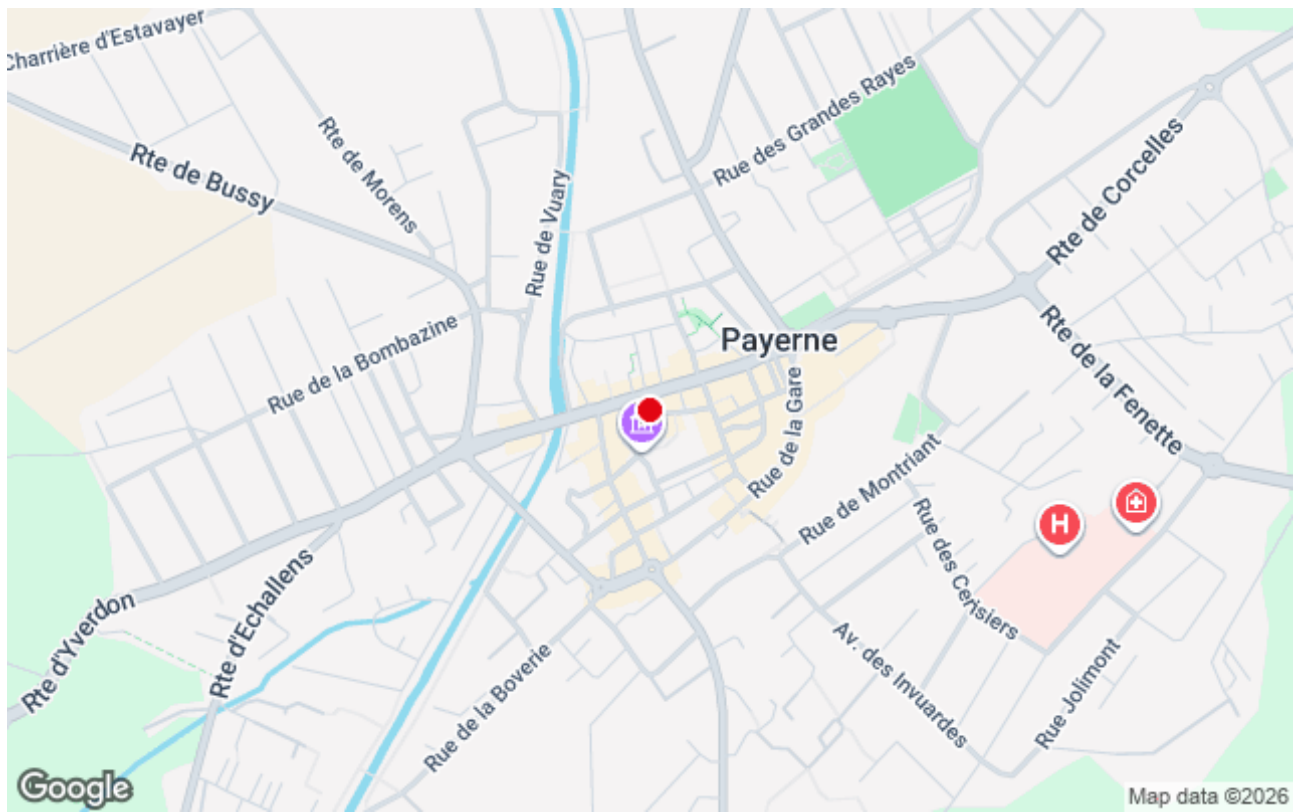 Charrière d'Estavayer
Rte de Morens
Rte de Bussy
Rue de Vuary
Rue des Grandes Rayes
Rte de Corcelles
Rue de la Bombazine
Payerne
Rte de la Fenette
Rue de la Gare
Rue de Montriant
H
Rue des Cerisiers
Rte d'Yverdon
Rte d'Echallens
Rue de la Boverie
Av. des Invuardes
Rue Jolimont
Google
Map data ©2026